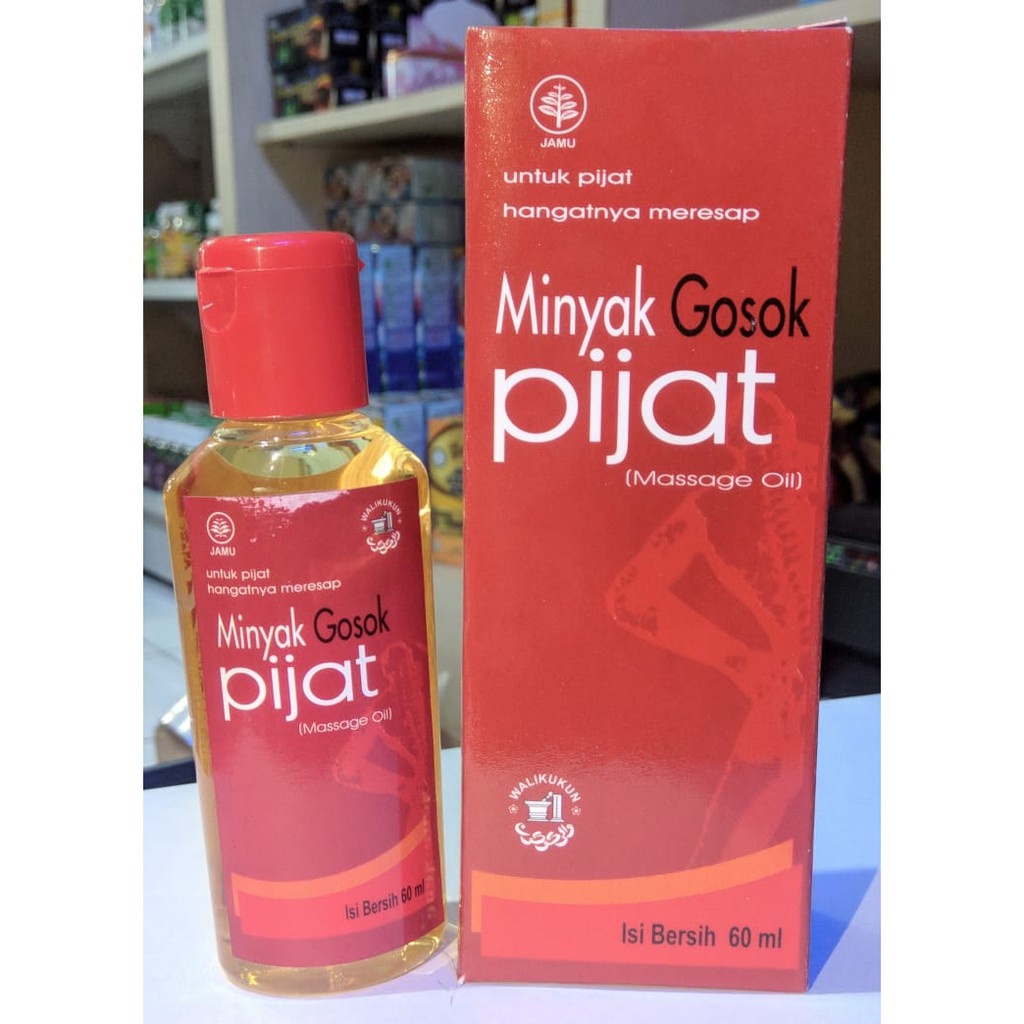 JAMU
untuk pijat
hangatnya meresap
Minyak Gosok
pijat
(Massage Oil)
WALIKUKUN
Isi Bersih 60 ml
JAMU
WALIKUKUN
untuk pijat
hangatnya meresap
Minyak Gosok
pijat
(Massage Oil)
Isi Bersih 60 ml